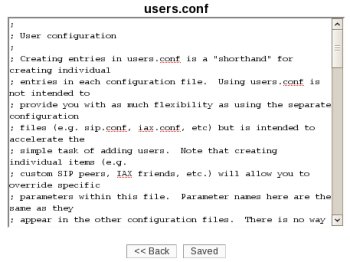 users.conf
;
; User configuration
;
; Creating entries in users.conf is a "shorthand" for
creating individual
; entries in each configuration file.  Using users.conf is
not intended to
; provide you with as much flexibility as using the separate
configuration
; files (e.g. sip.conf, iax.conf, etc) but is intended to
accelerate the
; simple task of adding users.  Note that creating
individual items (e.g.
; custom SIP peers, IAX friends, etc.) will allow you to
override specific
; parameters within this file.  Parameter names here are the
same as they
; appear in the other configuration files.  There is no way
<< Back
Saved